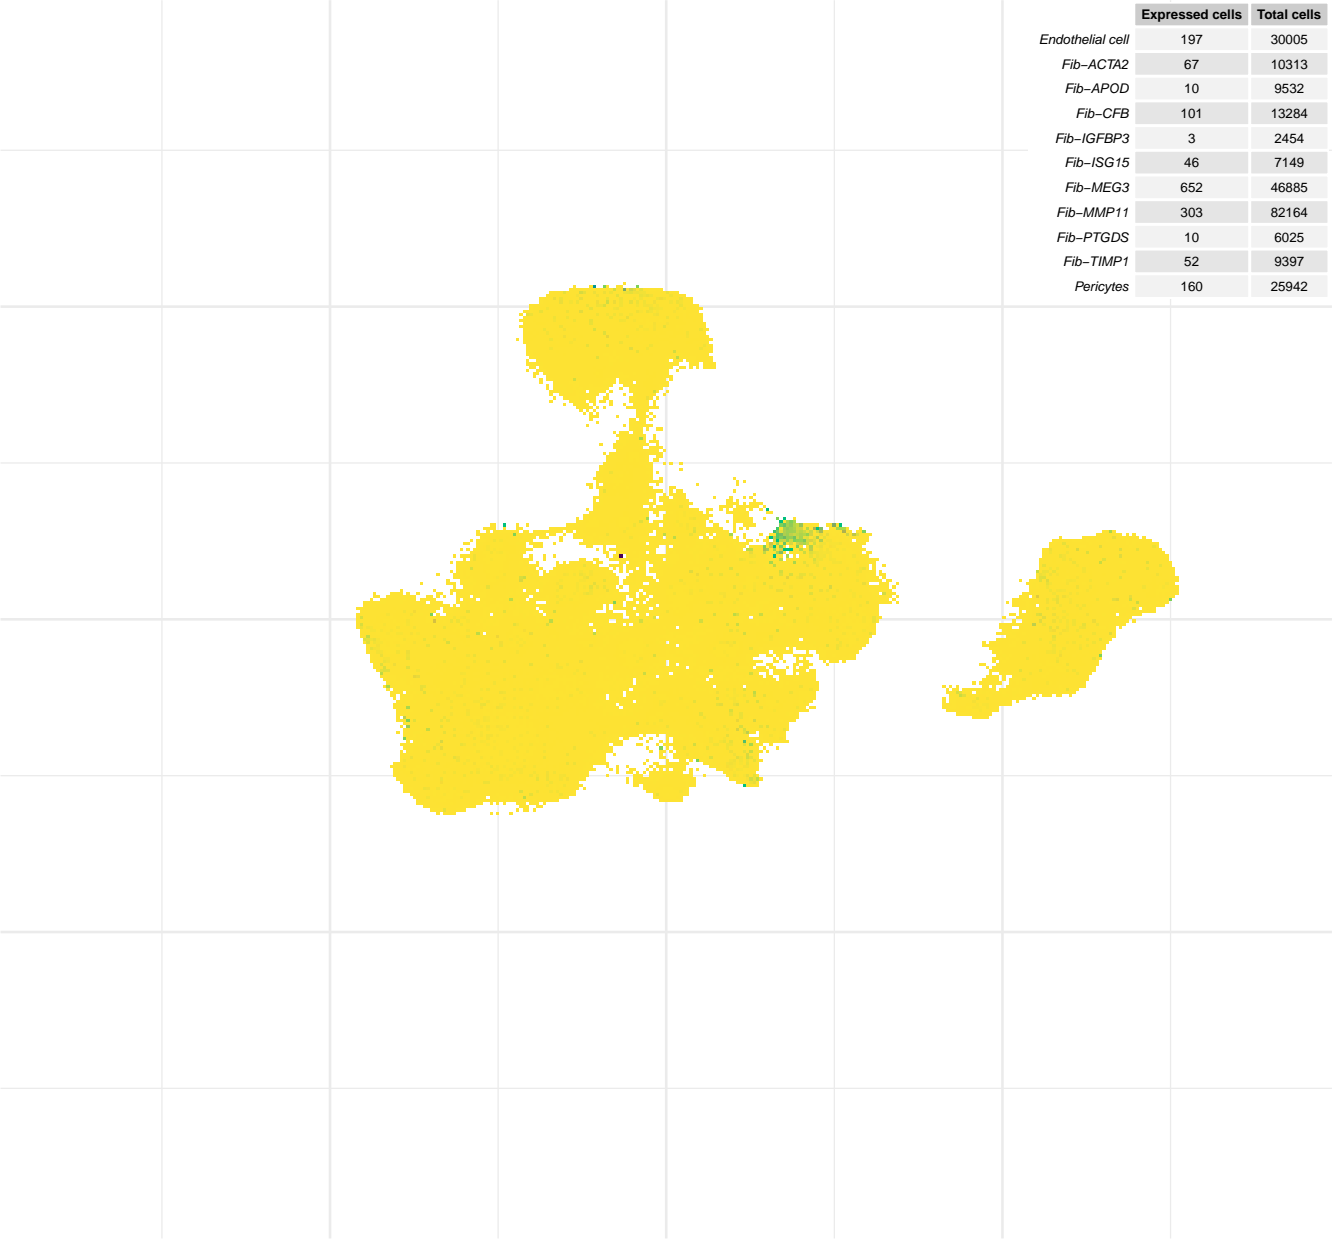 Expressed cells Total cells
Endothelial cell 197 30005
Fib−ACTA2 67 10313
Fib−APOD 10 9532
Fib−CFB 101 13284
Fib−IGFBP3 3 2454
Fib−ISG15 46 7149
Fib−MEG3 652 46885
Fib−MMP11 303 82164
Fib−PTGDS 10 6025
Fib−TIMP1 52 9397
Pericytes 160 25942